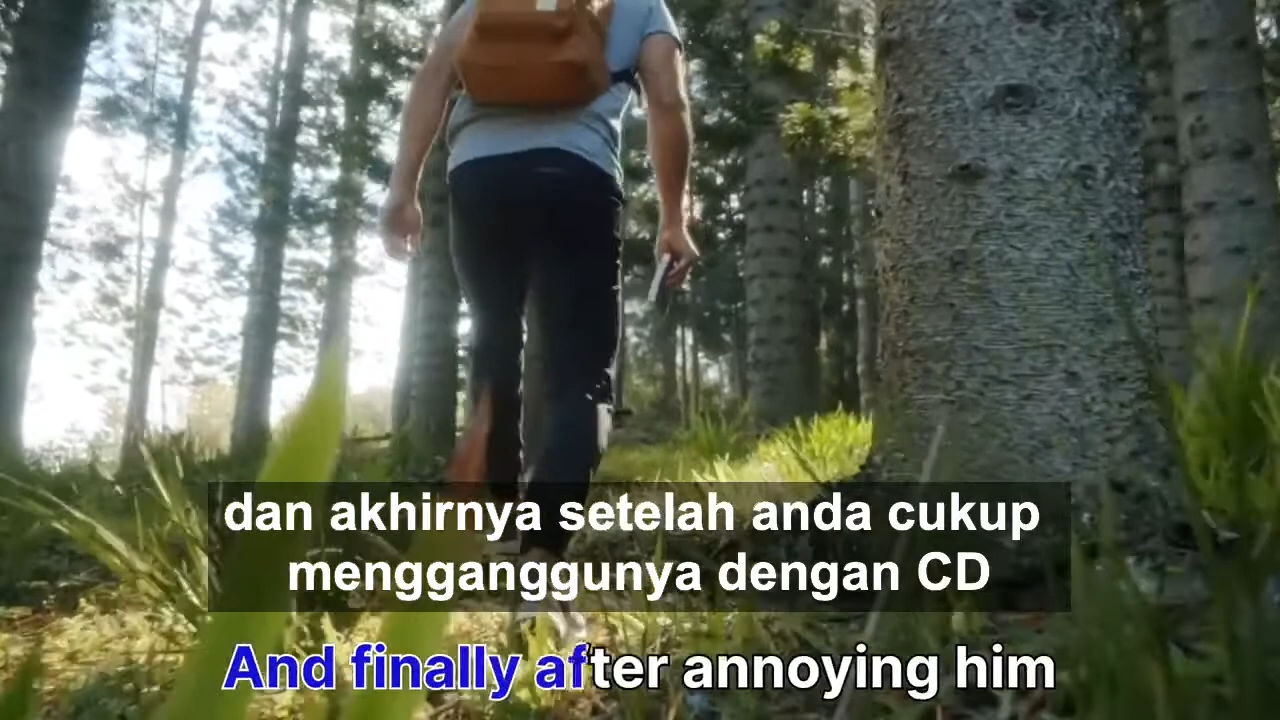 dan akhirnya setelah anda cukup
mengganggunya dengan CD
And finally after annoying him